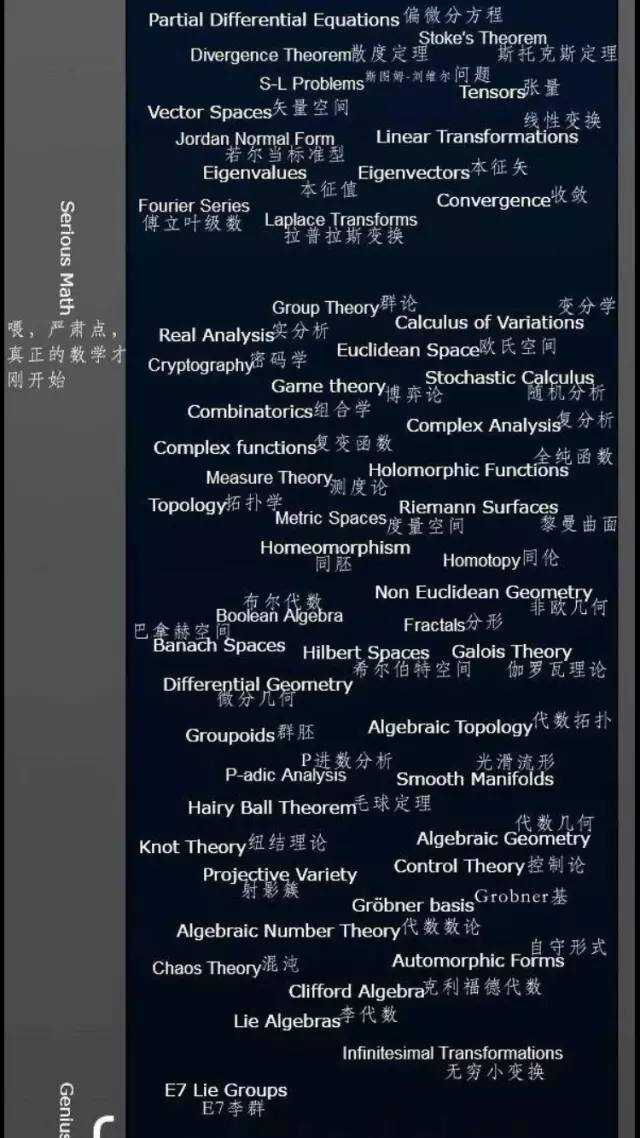 Partial Differential Equations 偏微分方程
Stoke's Theorem
Divergence Theorem 散度定理 斯托克斯定理
S-L Problems 斯图姆-刘维尔问题
Tensors 张量
Vector Spaces 矢量空间
线性变换
Jordan Normal Form Linear Transformations
若尔当标准型
Eigenvalues Eigenvectors 本征矢
本征值
Fourier Series Convergence 收敛
傅立叶级数 Laplace Transforms
拉普拉斯变换
Serious Math
喂，严肃点，
真正的数学才
刚开始
Group Theory 群论 变分学
Real Analysis 实分析 Calculus of Variations
Cryptography 密码学 Euclidean Space 欧氏空间
Game theory 博弈论 Stochastic Calculus
随机分析
Combinatorics 组合学
Complex Analysis 复分析
Complex functions 复变函数 全纯函数
Measure Theory 测度论 Holomorphic Functions
Topology 拓扑学 Riemann Surfaces
Metric Spaces 度量空间 黎曼曲面
Homeomorphism
同胚 Homotopy 同伦
Non Euclidean Geometry
布尔代数 非欧几何
Boolean Algebra Fractals 分形
巴拿赫空间
Banach Spaces Hilbert Spaces Galois Theory
希尔伯特空间 伽罗瓦理论
Differential Geometry
微分几何
Groupoids 群胚 Algebraic Topology 代数拓扑
P进数分析 光滑流形
P-adic Analysis Smooth Manifolds
Hairy Ball Theorem 毛球定理
代数几何
Knot Theory 纽结理论 Algebraic Geometry
Projective Variety Control Theory 控制论
射影簇
Gröbner basis Grobner基
Algebraic Number Theory 代数数论
自守形式
Chaos Theory 混沌 Automorphic Forms
Clifford Algebra 克利福德代数
Lie Algebras 李代数
Infinitesimal Transformations
无穷小变换
E7 Lie Groups
E7李群
Genius